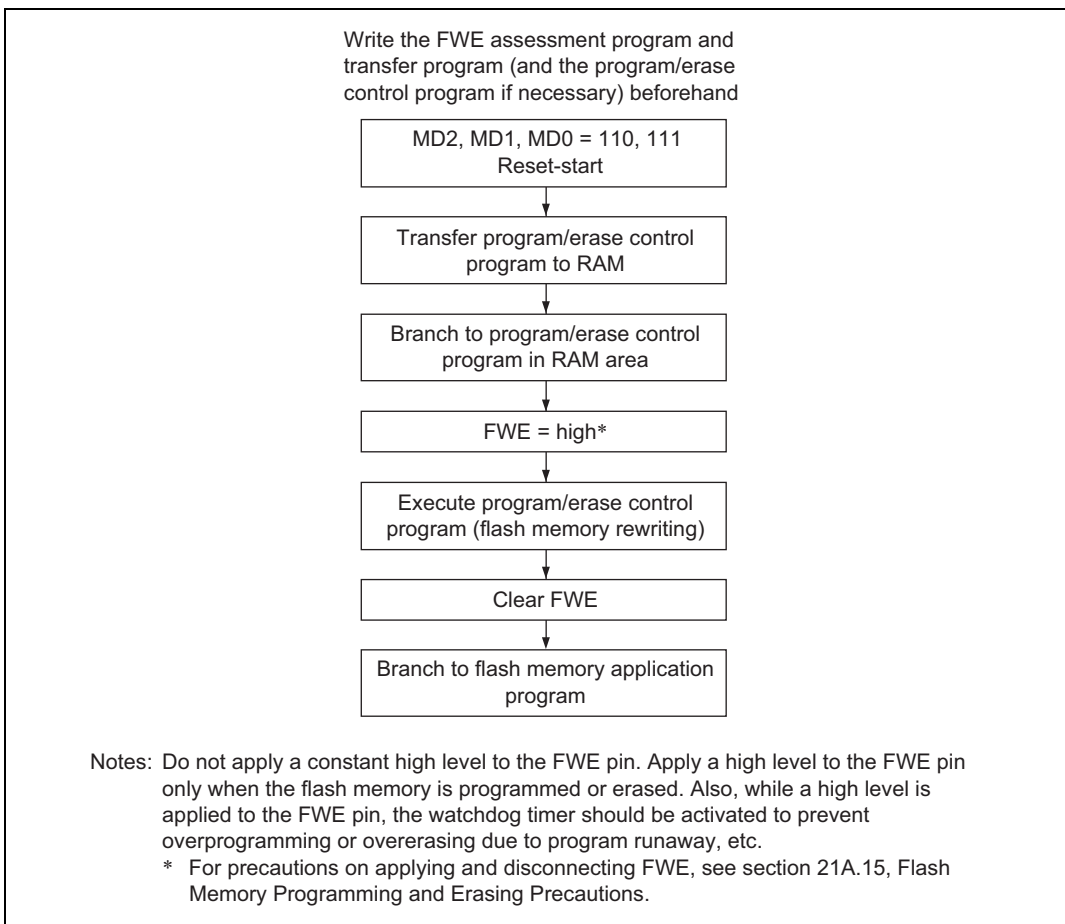 Write the FWE assessment program and
transfer program (and the program/erase
control program if necessary) beforehand
MD2, MD1, MD0 = 110, 111
Reset-start
Transfer program/erase control
program to RAM
Branch to program/erase control
program in RAM area
FWE = high*
Execute program/erase control
program (flash memory rewriting)
Clear FWE
Branch to flash memory application
program
Notes: Do not apply a constant high level to the FWE pin. Apply a high level to the FWE pin
only when the flash memory is programmed or erased. Also, while a high level is
applied to the FWE pin, the watchdog timer should be activated to prevent
overprogramming or overerasing due to program runaway, etc.
* For precautions on applying and disconnecting FWE, see section 21A.15, Flash
Memory Programming and Erasing Precautions.